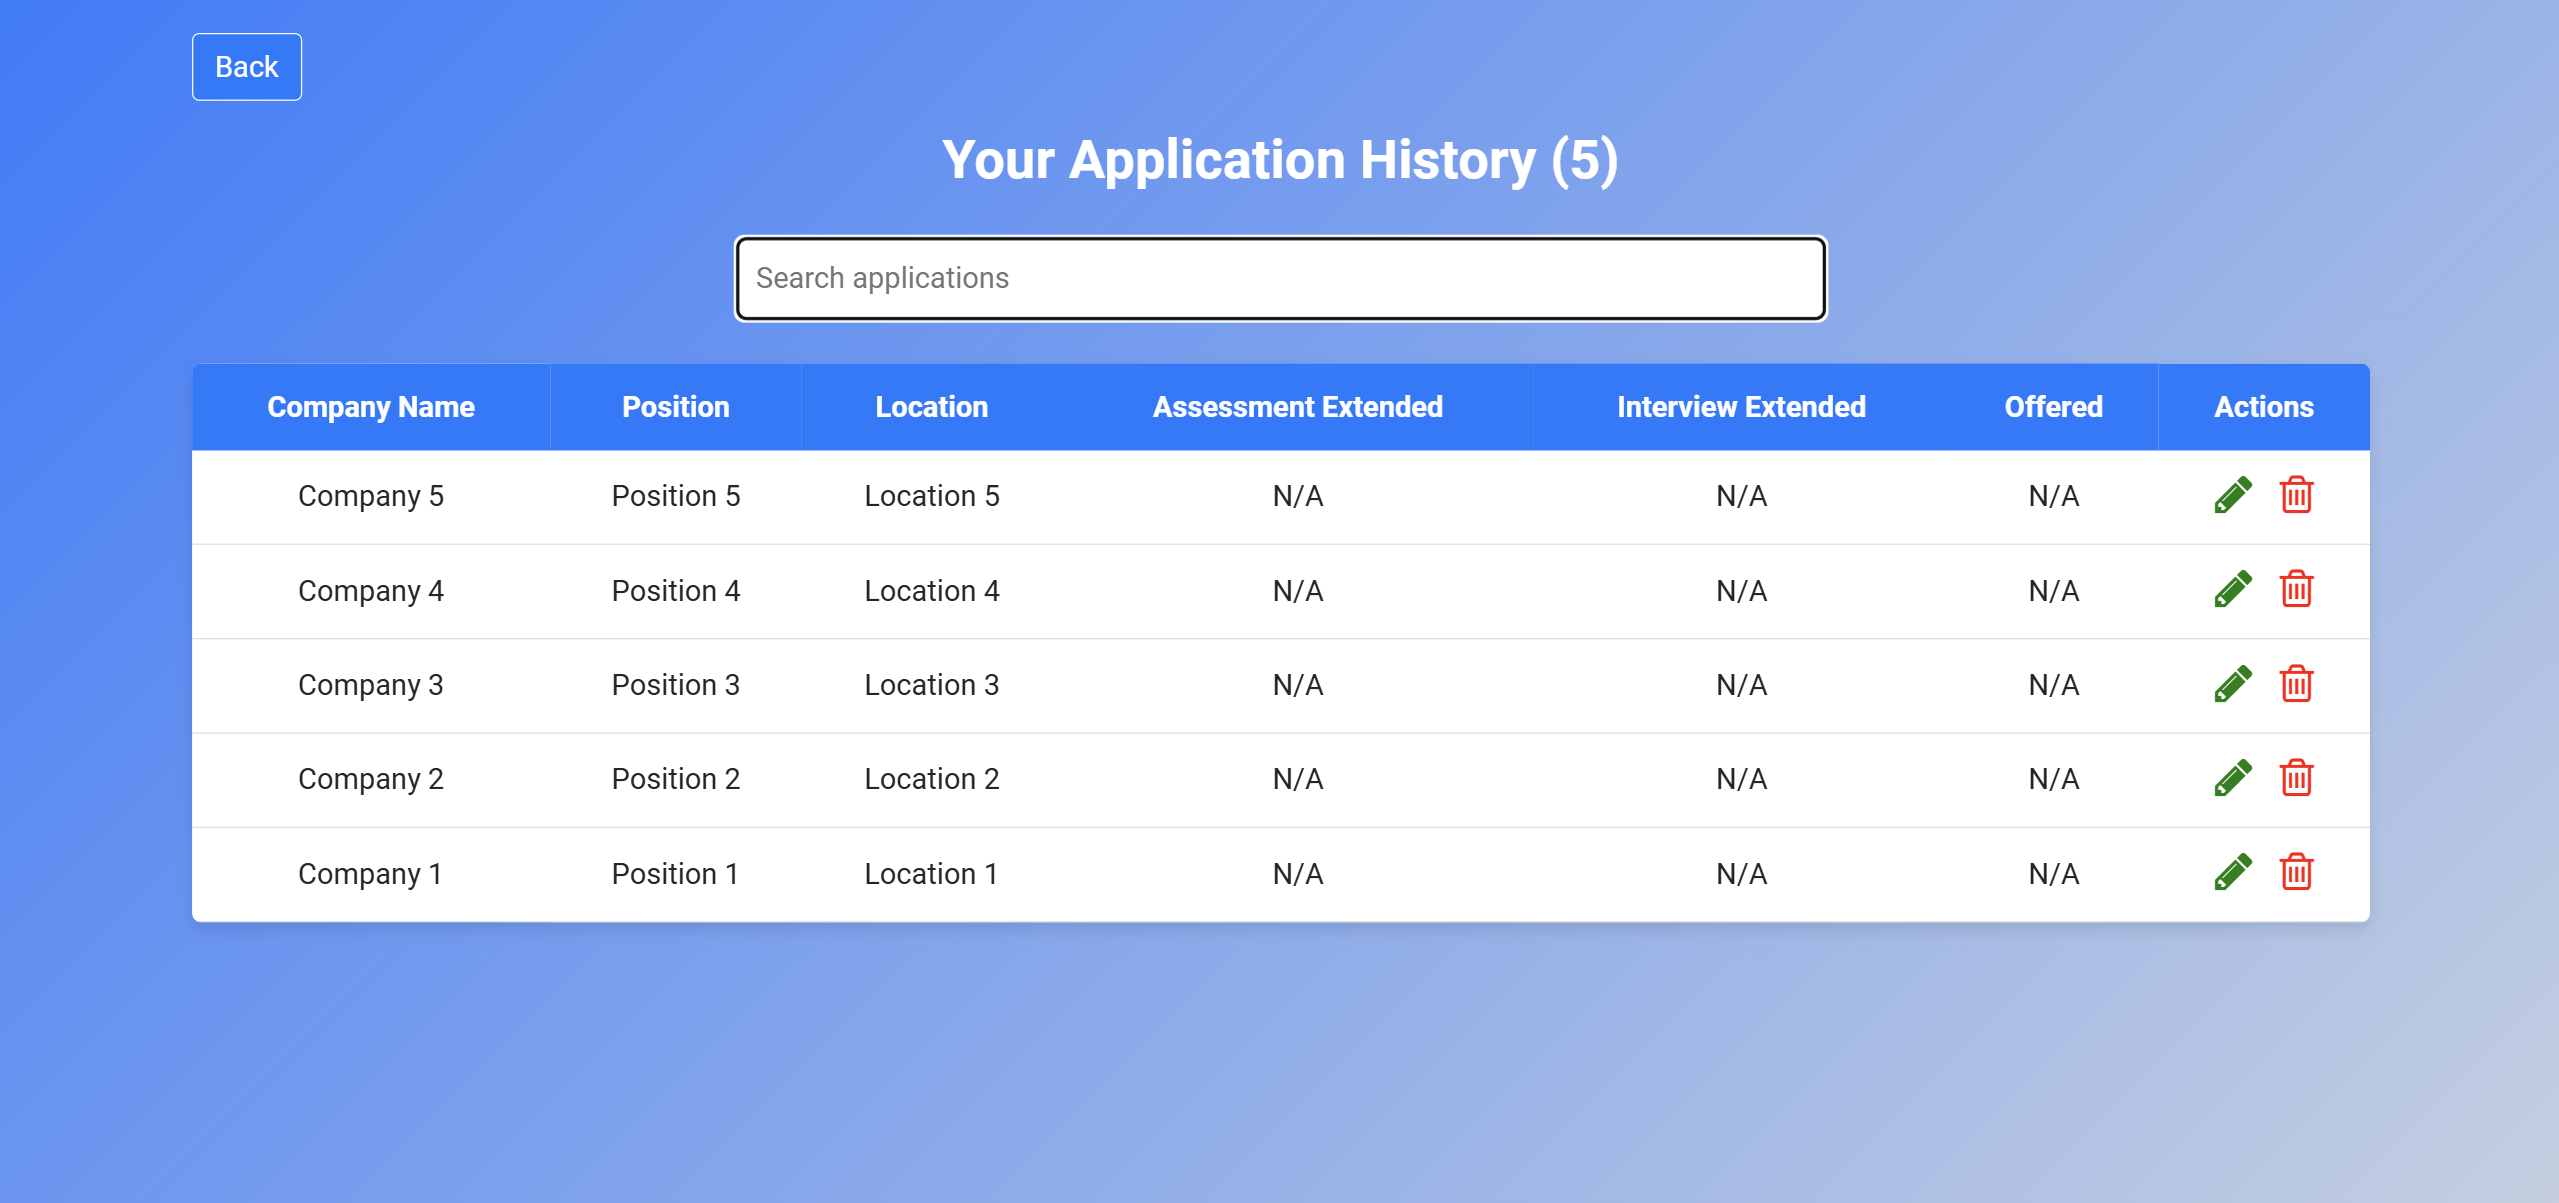 Back
Your Application History (5)
Search applications
Company Name Position Location Assessment Extended Interview Extended Offered Actions
Company 5 Position 5 Location 5 N/A N/A N/A
Company 4 Position 4 Location 4 N/A N/A N/A
Company 3 Position 3 Location 3 N/A N/A N/A
Company 2 Position 2 Location 2 N/A N/A N/A
Company 1 Position 1 Location 1 N/A N/A N/A